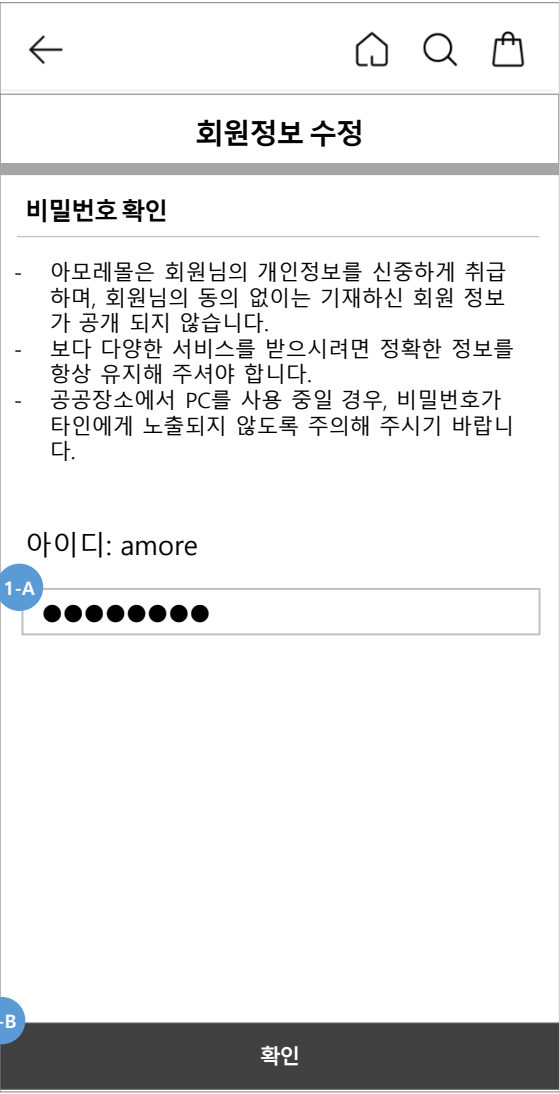 회원정보 수정
비밀번호 확인
- 아모레몰은 회원님의 개인정보를 신중하게 취급
하며, 회원님의 동의 없이는 기재하신 회원 정보
가 공개 되지 않습니다.
- 보다 다양한 서비스를 받으시려면 정확한 정보를
항상 유지해 주셔야 합니다.
- 공공장소에서 PC를 사용 중일 경우, 비밀번호가
타인에게 노출되지 않도록 주의해 주시기 바랍니
다.
아이디: amore
1-A
●●●●●●●●
-B
확인